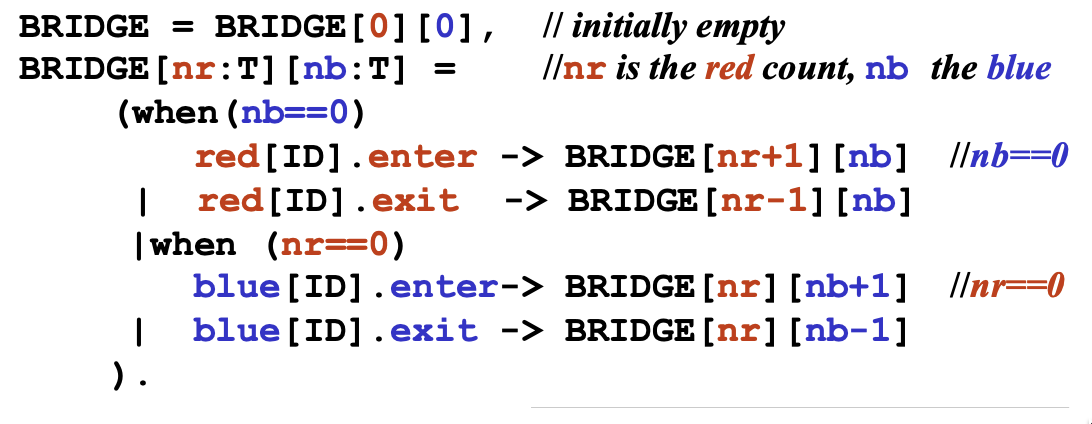 BRIDGE = BRIDGE[0][0], // initially empty
BRIDGE[nr:T][nb:T] = //nr is the red count, nb the blue
(when(nb==0)
red[ID].enter -> BRIDGE[nr+1][nb] //nb==0
| red[ID].exit -> BRIDGE[nr-1][nb]
|when (nr==0)
blue[ID].enter-> BRIDGE[nr][nb+1] //nr==0
| blue[ID].exit -> BRIDGE[nr][nb-1]
).